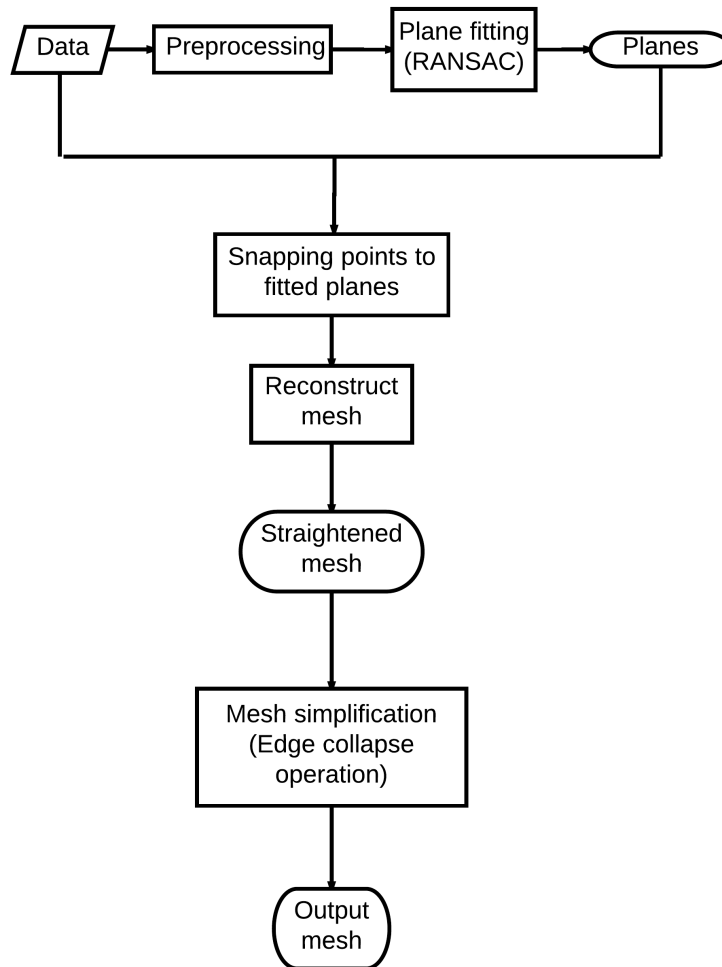 Data
Preprocessing
Plane fitting
(RANSAC)
Planes
Snapping points to
fitted planes
Reconstruct
mesh
Straightened
mesh
Mesh simplification
(Edge collapse
operation)
Output
mesh